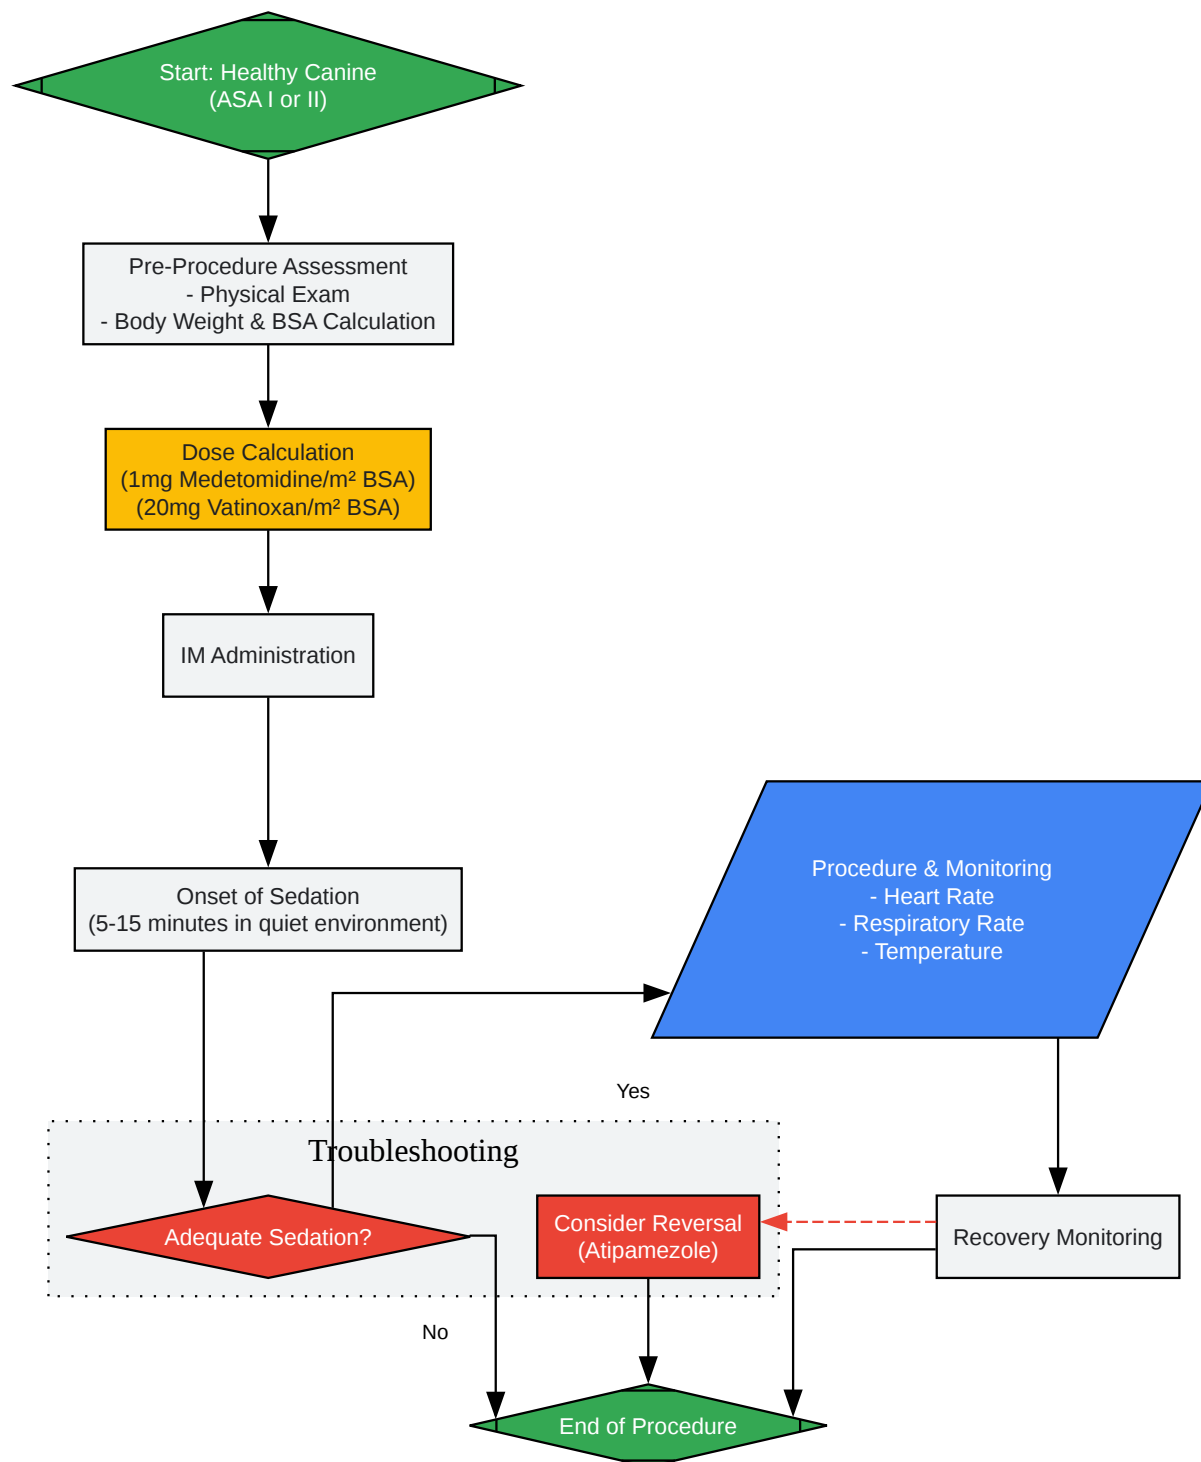 Start: Healthy Canine
(ASA I or II)
Pre-Procedure Assessment
- Physical Exam
- Body Weight & BSA Calculation
Dose Calculation
(1mg Medetomidine/m² BSA)
(20mg Vatinoxan/m² BSA)
IM Administration
Onset of Sedation
(5-15 minutes in quiet environment)
Procedure & Monitoring
- Heart Rate
- Respiratory Rate
- Temperature
Yes
Troubleshooting
Adequate Sedation?
Consider Reversal
(Atipamezole)
Recovery Monitoring
No
End of Procedure